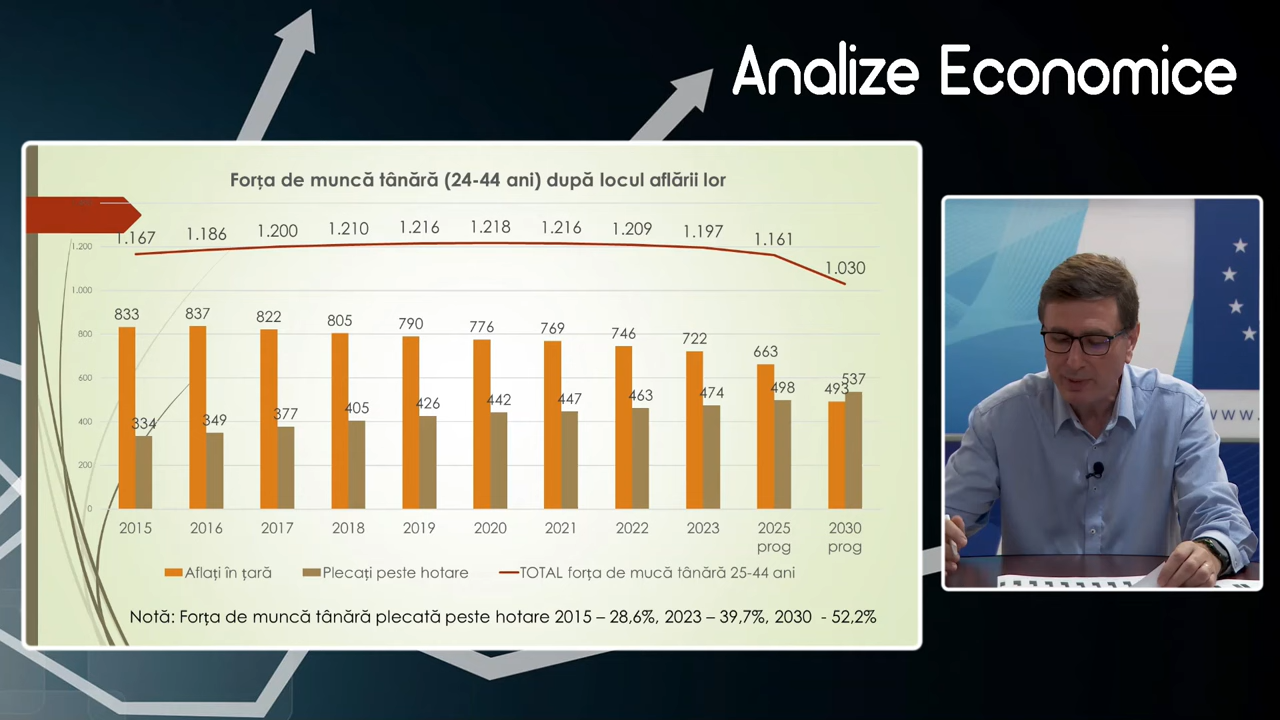 Analize Economice
Forța de muncă tânără (24-44 ani) după locul aflării lor
1.167 1.186 1.200 1.210 1.216 1.218 1.216 1.209 1.197 1.161 1.030
1.200
1.000
800
600
400
200
0
833 837 822 805 790 776 769 746 722 663 493
334 349 377 405 426 442 447 463 474 498 537
2015 2016 2017 2018 2019 2020 2021 2022 2023 2025 prog 2030 prog
Aflați în țară Plecați peste hotare TOTAL forța de mucă tânără 25-44 ani
Notă: Forța de muncă tânără plecată peste hotare 2015 – 28,6%, 2023 – 39,7%, 2030 - 52,2%
www.